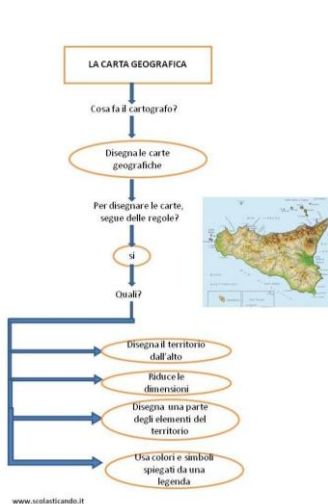 LA CARTA GEOGRAFICA
Cosa fa il cartografo?
Disegna le carte
geografiche
Per disegnare le carte,
segue delle regole?
si
Quali?
Disegna il territorio
dall'alto
Riduce le
dimensioni
Disegna una parte
degli elementi del
territorio
Usa colori e simboli
spiegati da una
legenda
www.scolasticando.it